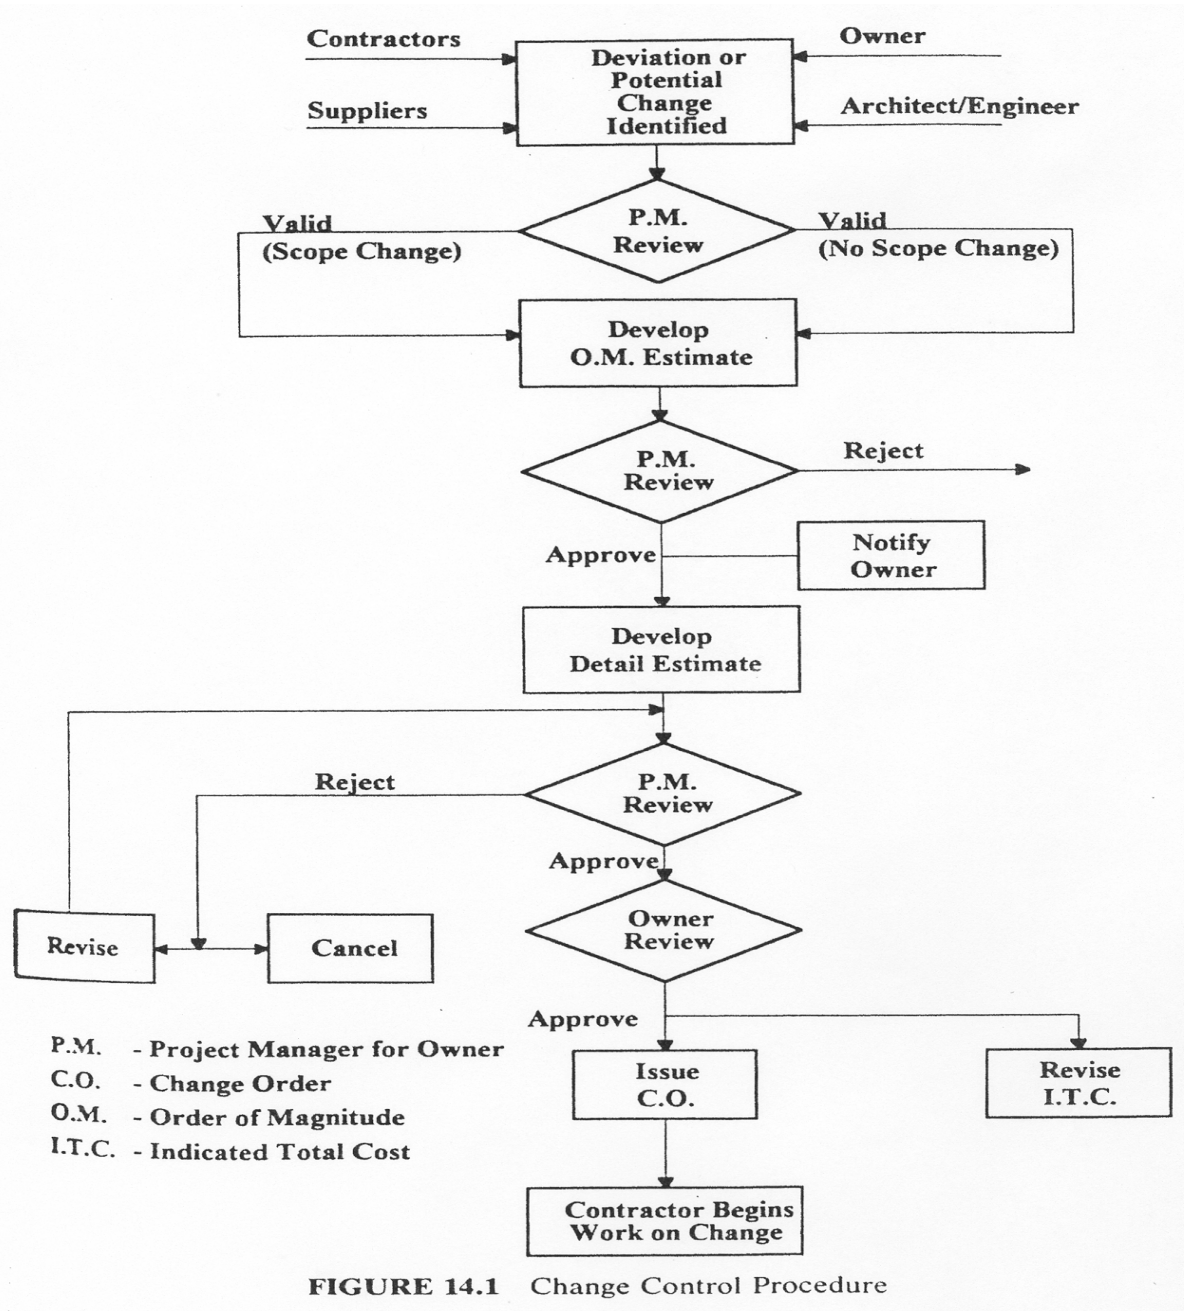 Contractors
Owner
Deviation or
Potential
Change
Identified
Suppliers
Architect/Engineer
P.M.
Review
Valid
(Scope Change)
Valid
(No Scope Change)
Develop
O.M. Estimate
P.M.
Review
Reject
Approve
Notify
Owner
Develop
Detail Estimate
Reject
P.M.
Review
Approve
Owner
Review
Revise
Cancel
Approve
Issue
C.O.
Revise
I.T.C.
P.M. - Project Manager for Owner
C.O. - Change Order
O.M. - Order of Magnitude
I.T.C. - Indicated Total Cost
Contractor Begins
Work on Change
FIGURE 14.1 Change Control Procedure